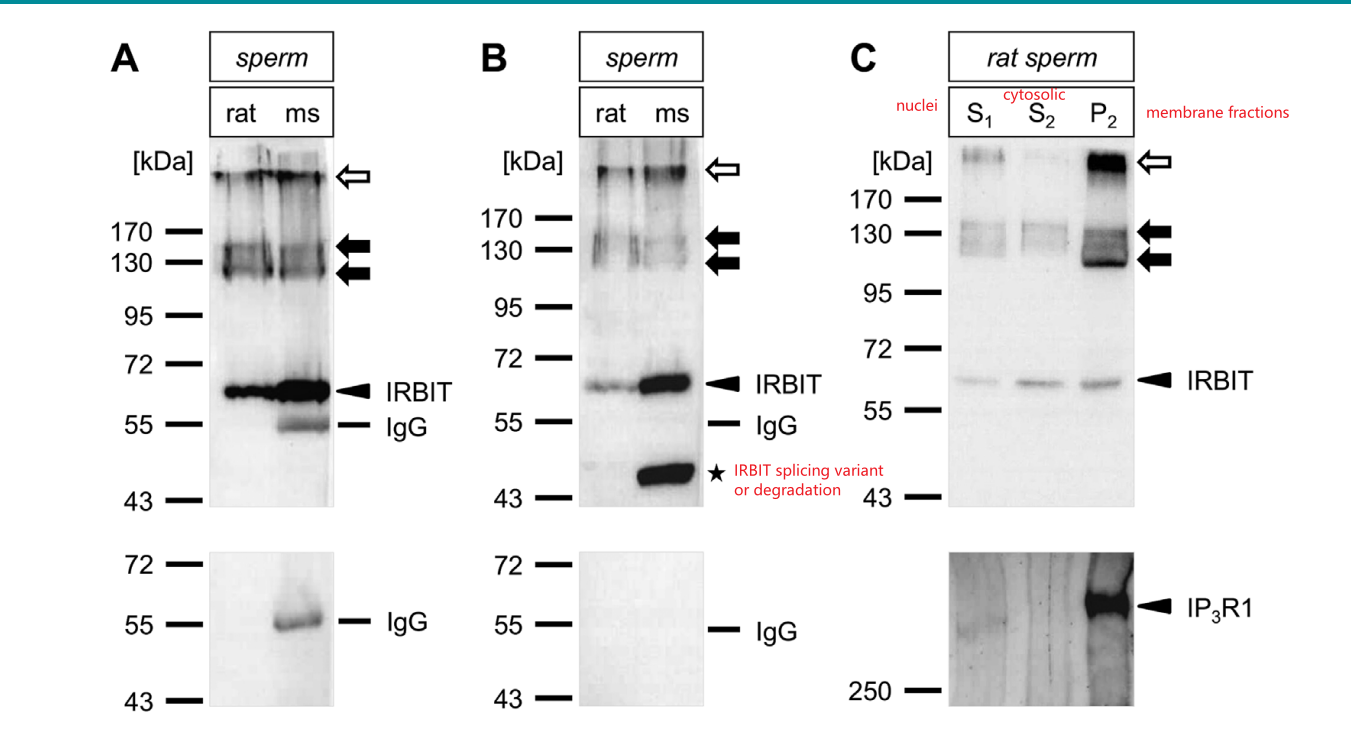 A
sperm
rat ms
[kDa]
170
130
95
72
IRBIT
55
IgG
43
72
55
IgG
43
B
sperm
rat ms
170
130
95
72
IRBIT
55
IgG
IRBIT splicing variant
or degradation
43
72
55
IgG
43
C
rat sperm
nuclei
cytosolic
S₁ S₂ P₂
membrane fractions
[kDa]
170
130
95
72
IRBIT
55
43
IP₃R1
250